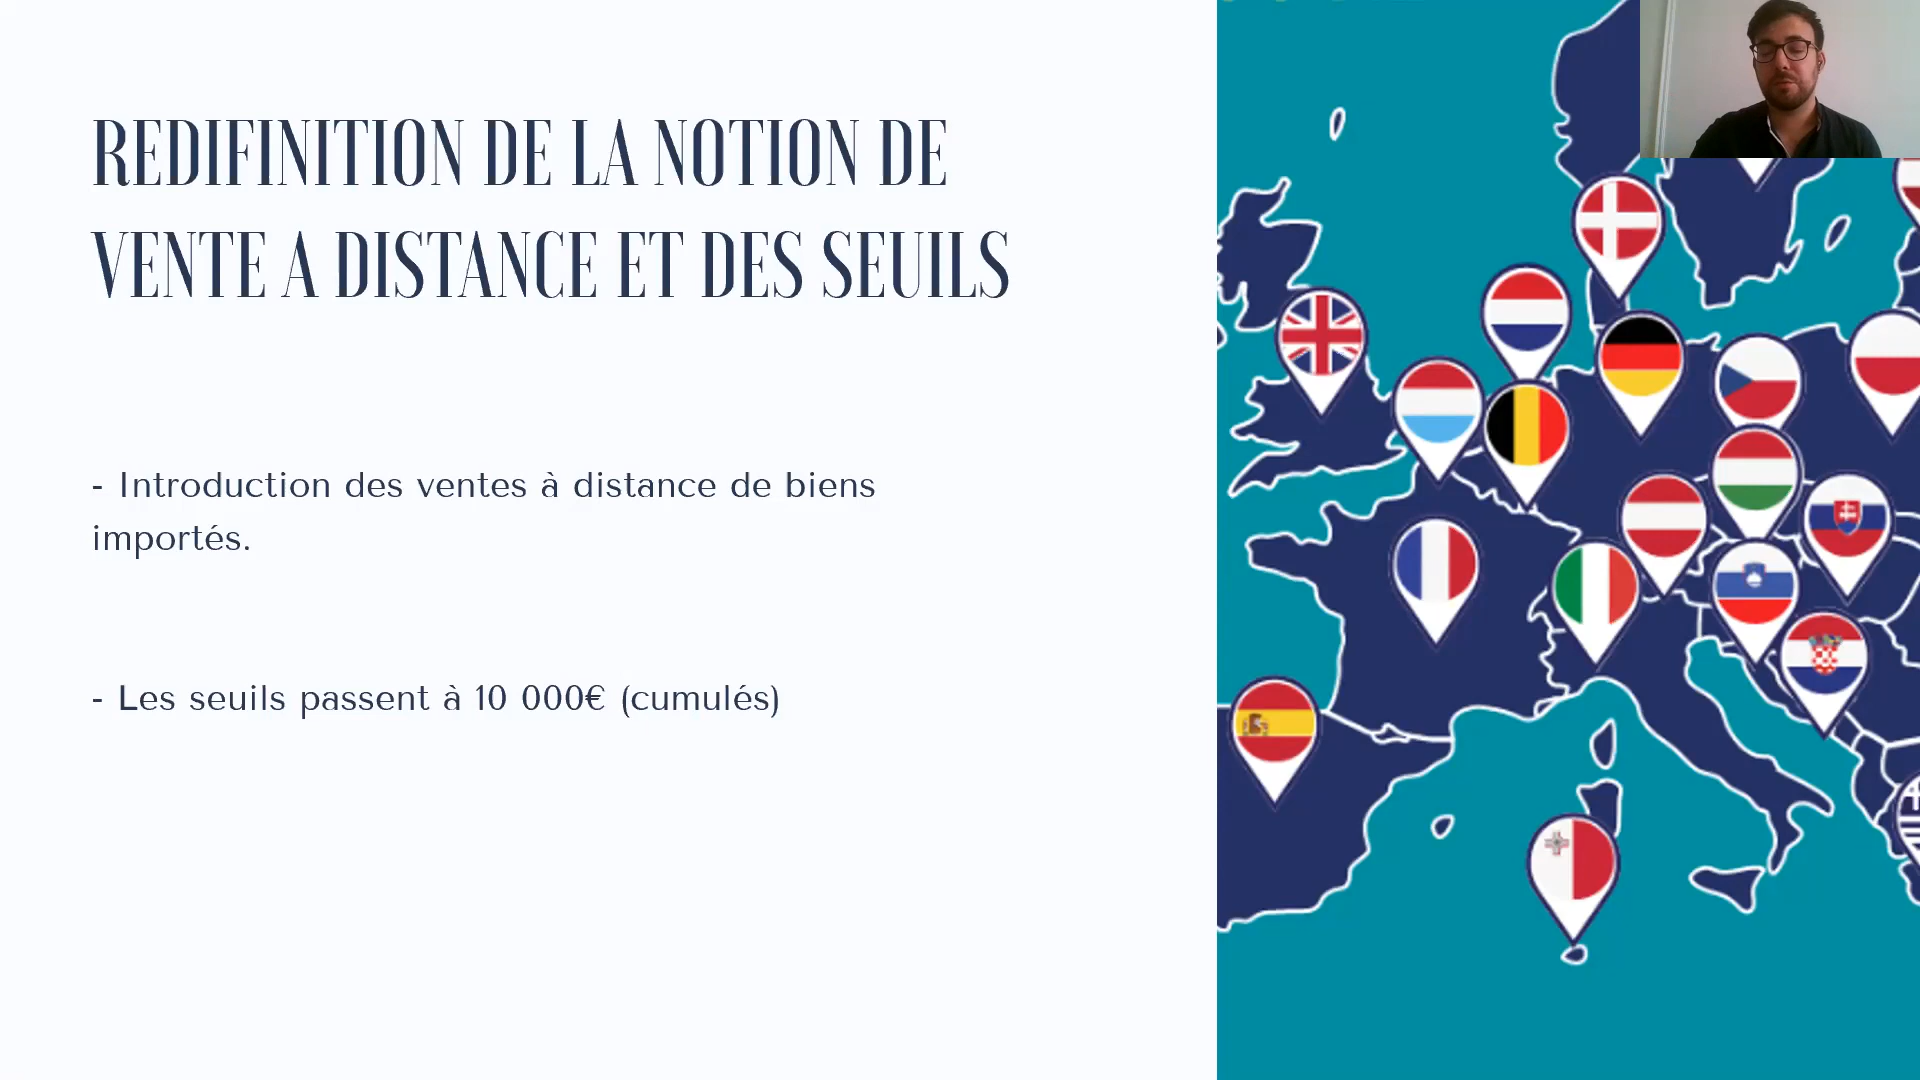 REDIFINITION DE LA NOTION DE
VENTE A DISTANCE ET DES SEUILS
- Introduction des ventes à distance de biens
importés.
- Les seuils passent à 10 000€ (cumulés)